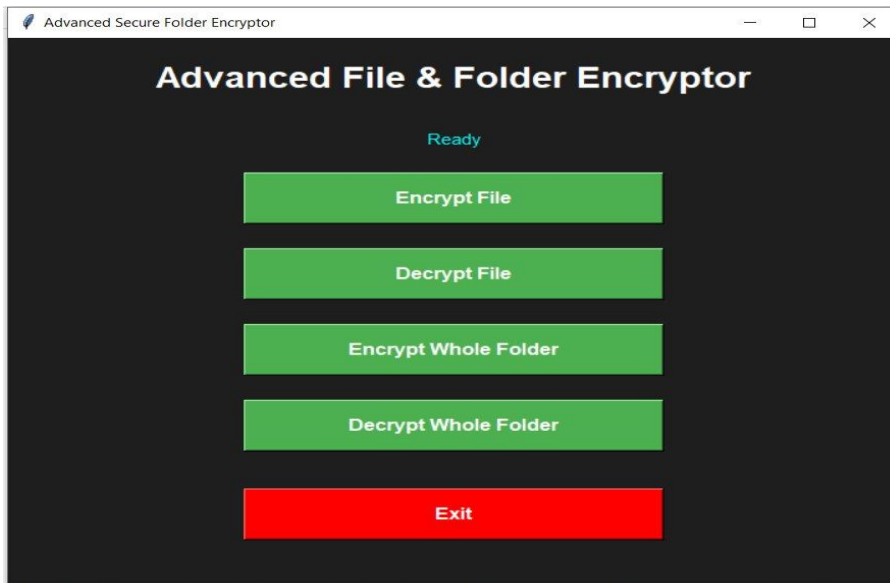 Advanced Secure Folder Encryptor
Advanced File & Folder Encryptor
Ready
Encrypt File
Decrypt File
Encrypt Whole Folder
Decrypt Whole Folder
Exit